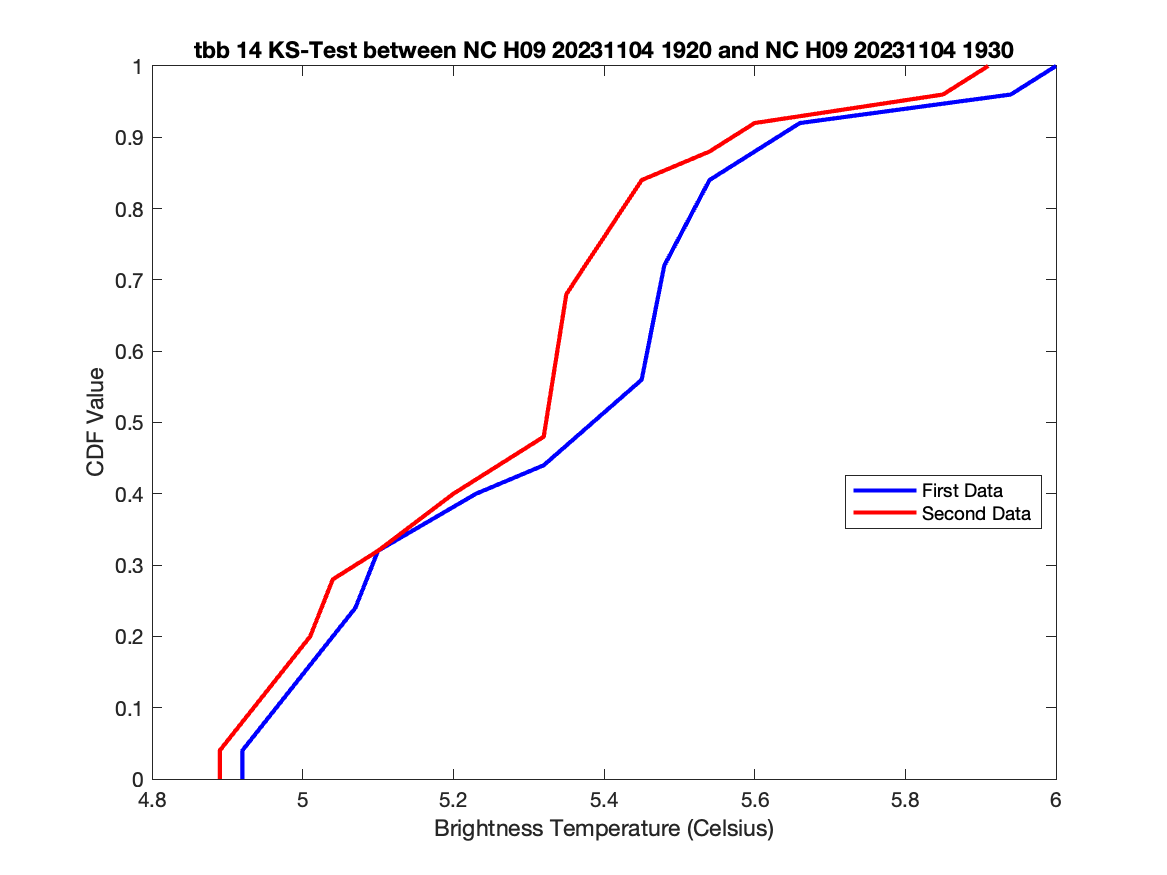 tbb 14 KS-Test between NC H09 20231104 1920 and NC H09 20231104 1930
1
0.9
0.8
0.7
0.6
0.5
0.4
0.3
0.2
0.1
0
CDF Value
First Data
Second Data
4.8 5 5.2 5.4 5.6 5.8 6
Brightness Temperature (Celsius)